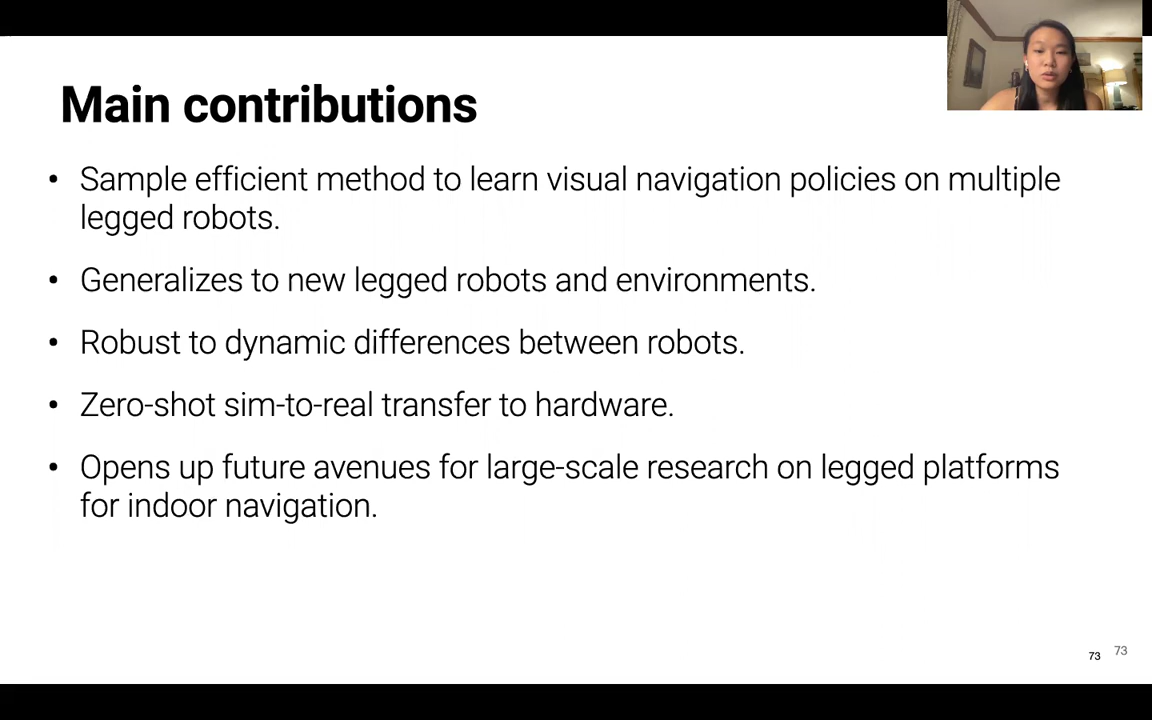 Main contributions
• Sample efficient method to learn visual navigation policies on multiple
legged robots.
• Generalizes to new legged robots and environments.
• Robust to dynamic differences between robots.
• Zero-shot sim-to-real transfer to hardware.
• Opens up future avenues for large-scale research on legged platforms
for indoor navigation.
73 73